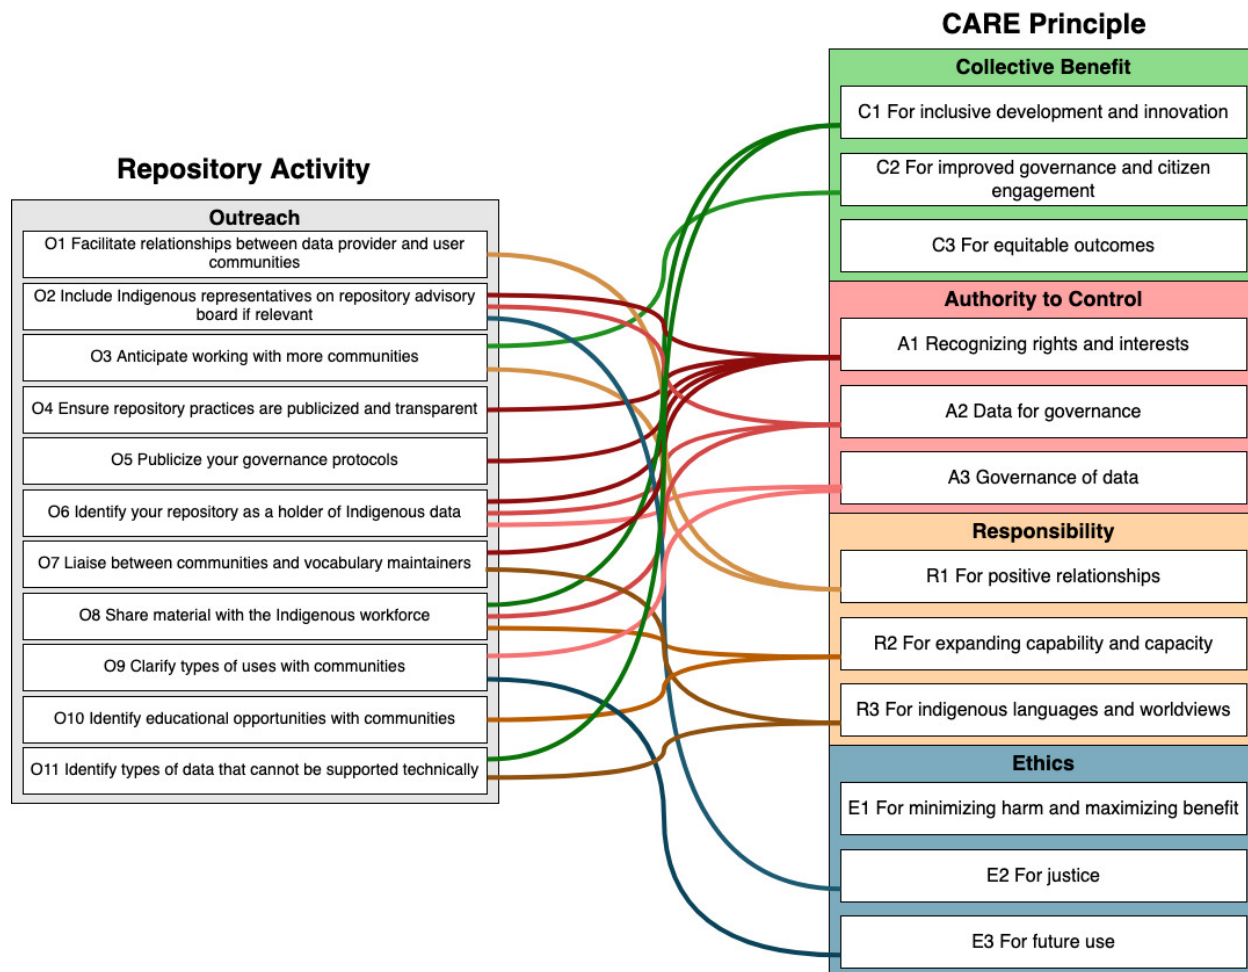 CARE Principle
Collective Benefit
C1 For inclusive development and innovation
C2 For improved governance and citizen
engagement
C3 For equitable outcomes
Authority to Control
A1 Recognizing rights and interests
A2 Data for governance
A3 Governance of data
Responsibility
R1 For positive relationships
R2 For expanding capability and capacity
R3 For indigenous languages and worldviews
Ethics
E1 For minimizing harm and maximizing benefit
E2 For justice
E3 For future use
Repository Activity
Outreach
O1 Facilitate relationships between data provider and user
communities
O2 Include Indigenous representatives on repository advisory
board if relevant
O3 Anticipate working with more communities
O4 Ensure repository practices are publicized and transparent
O5 Publicize your governance protocols
O6 Identify your repository as a holder of Indigenous data
O7 Liaise between communities and vocabulary maintainers
O8 Share material with the Indigenous workforce
O9 Clarify types of uses with communities
O10 Identify educational opportunities with communities
O11 Identify types of data that cannot be supported technically